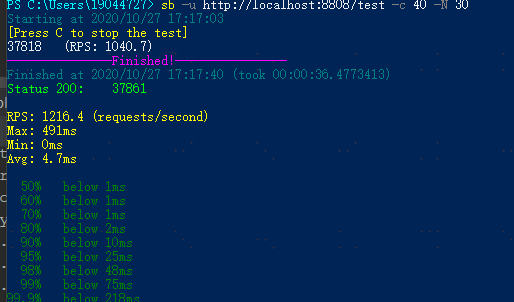 PS C:\Users\19044727> sb -u http://localhost:8808/test -c 40 -N 30
Starting at 2020/10/27 17:17:03
[Press C to stop the test]
37818   (RPS: 1040.7)
---------------Finished!----------------
Finished at 2020/10/27 17:17:40 (took 00:00:36.4773413)
Status 200:    37861

RPS: 1216.4 (requests/second)
Max: 491ms
Min: 0ms
Avg: 4.7ms

  50%   below 1ms
  60%   below 1ms
  70%   below 1ms
  80%   below 2ms
  90%   below 10ms
  95%   below 25ms
  98%   below 48ms
  99%   below 75ms
99.9%   below 218ms